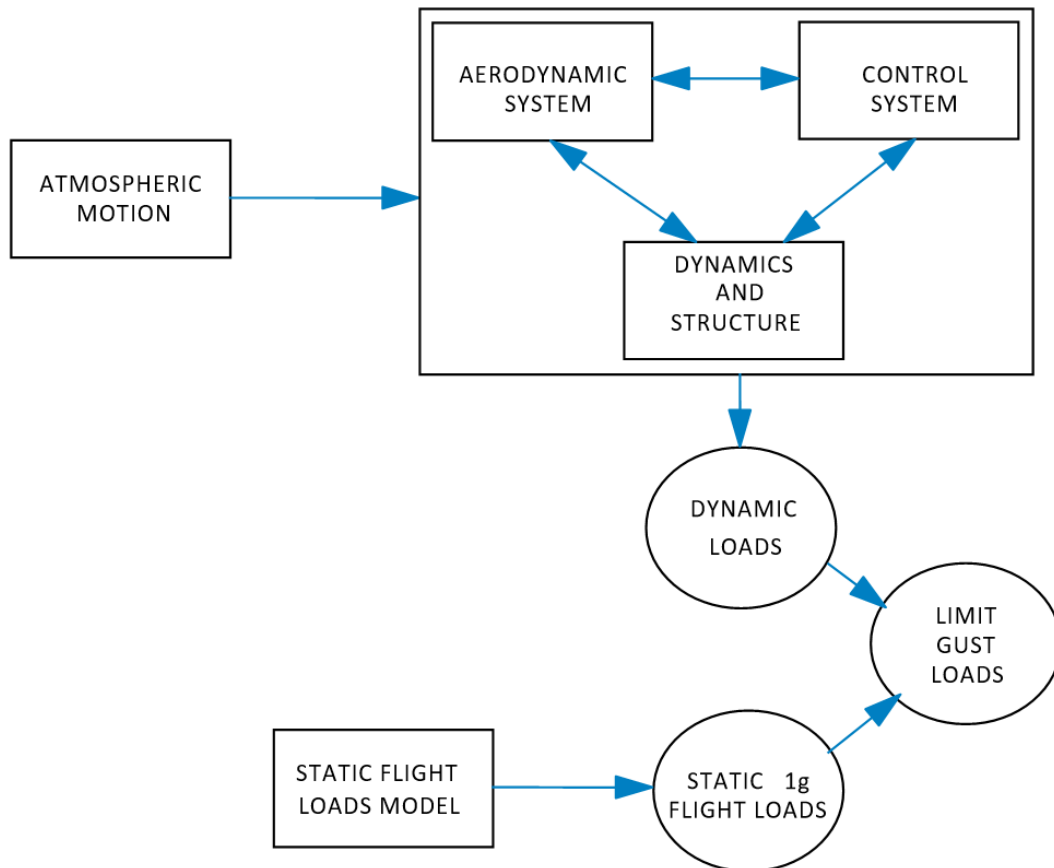 AERODYNAMIC
SYSTEM
CONTROL
SYSTEM
ATMOSPHERIC
MOTION
DYNAMICS
AND
STRUCTURE
DYNAMIC
LOADS
LIMIT
GUST
LOADS
STATIC FLIGHT
LOADS MODEL
STATIC 1g
FLIGHT LOADS